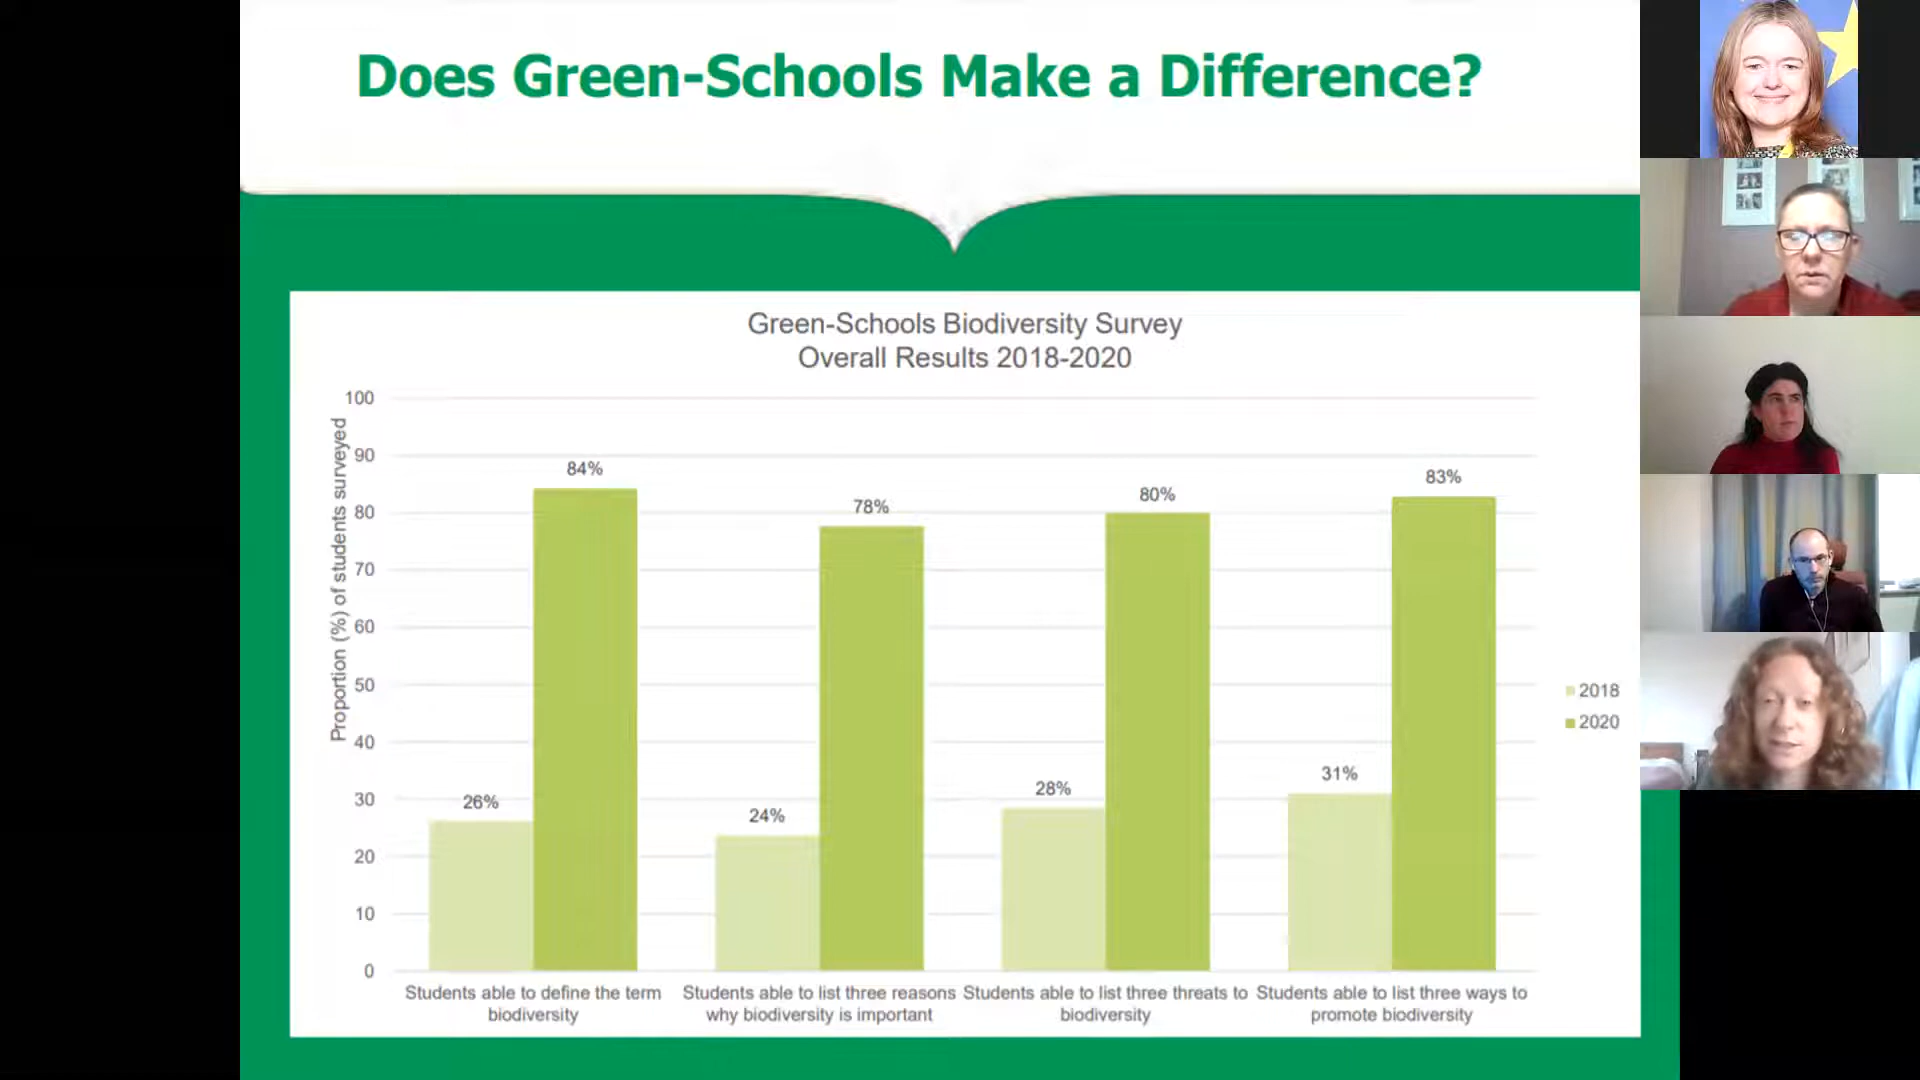 Does Green-Schools Make a Difference?
Green-Schools Biodiversity Survey
Overall Results 2018-2020
Proportion (%) of students surveyed
100
90
80
70
60
50
40
30
20
10
0
26%
84%
24%
78%
28%
80%
31%
83%
Students able to define the term
biodiversity
Students able to list three reasons
why biodiversity is important
Students able to list three threats to
biodiversity
Students able to list three ways to
promote biodiversity
2018
2020